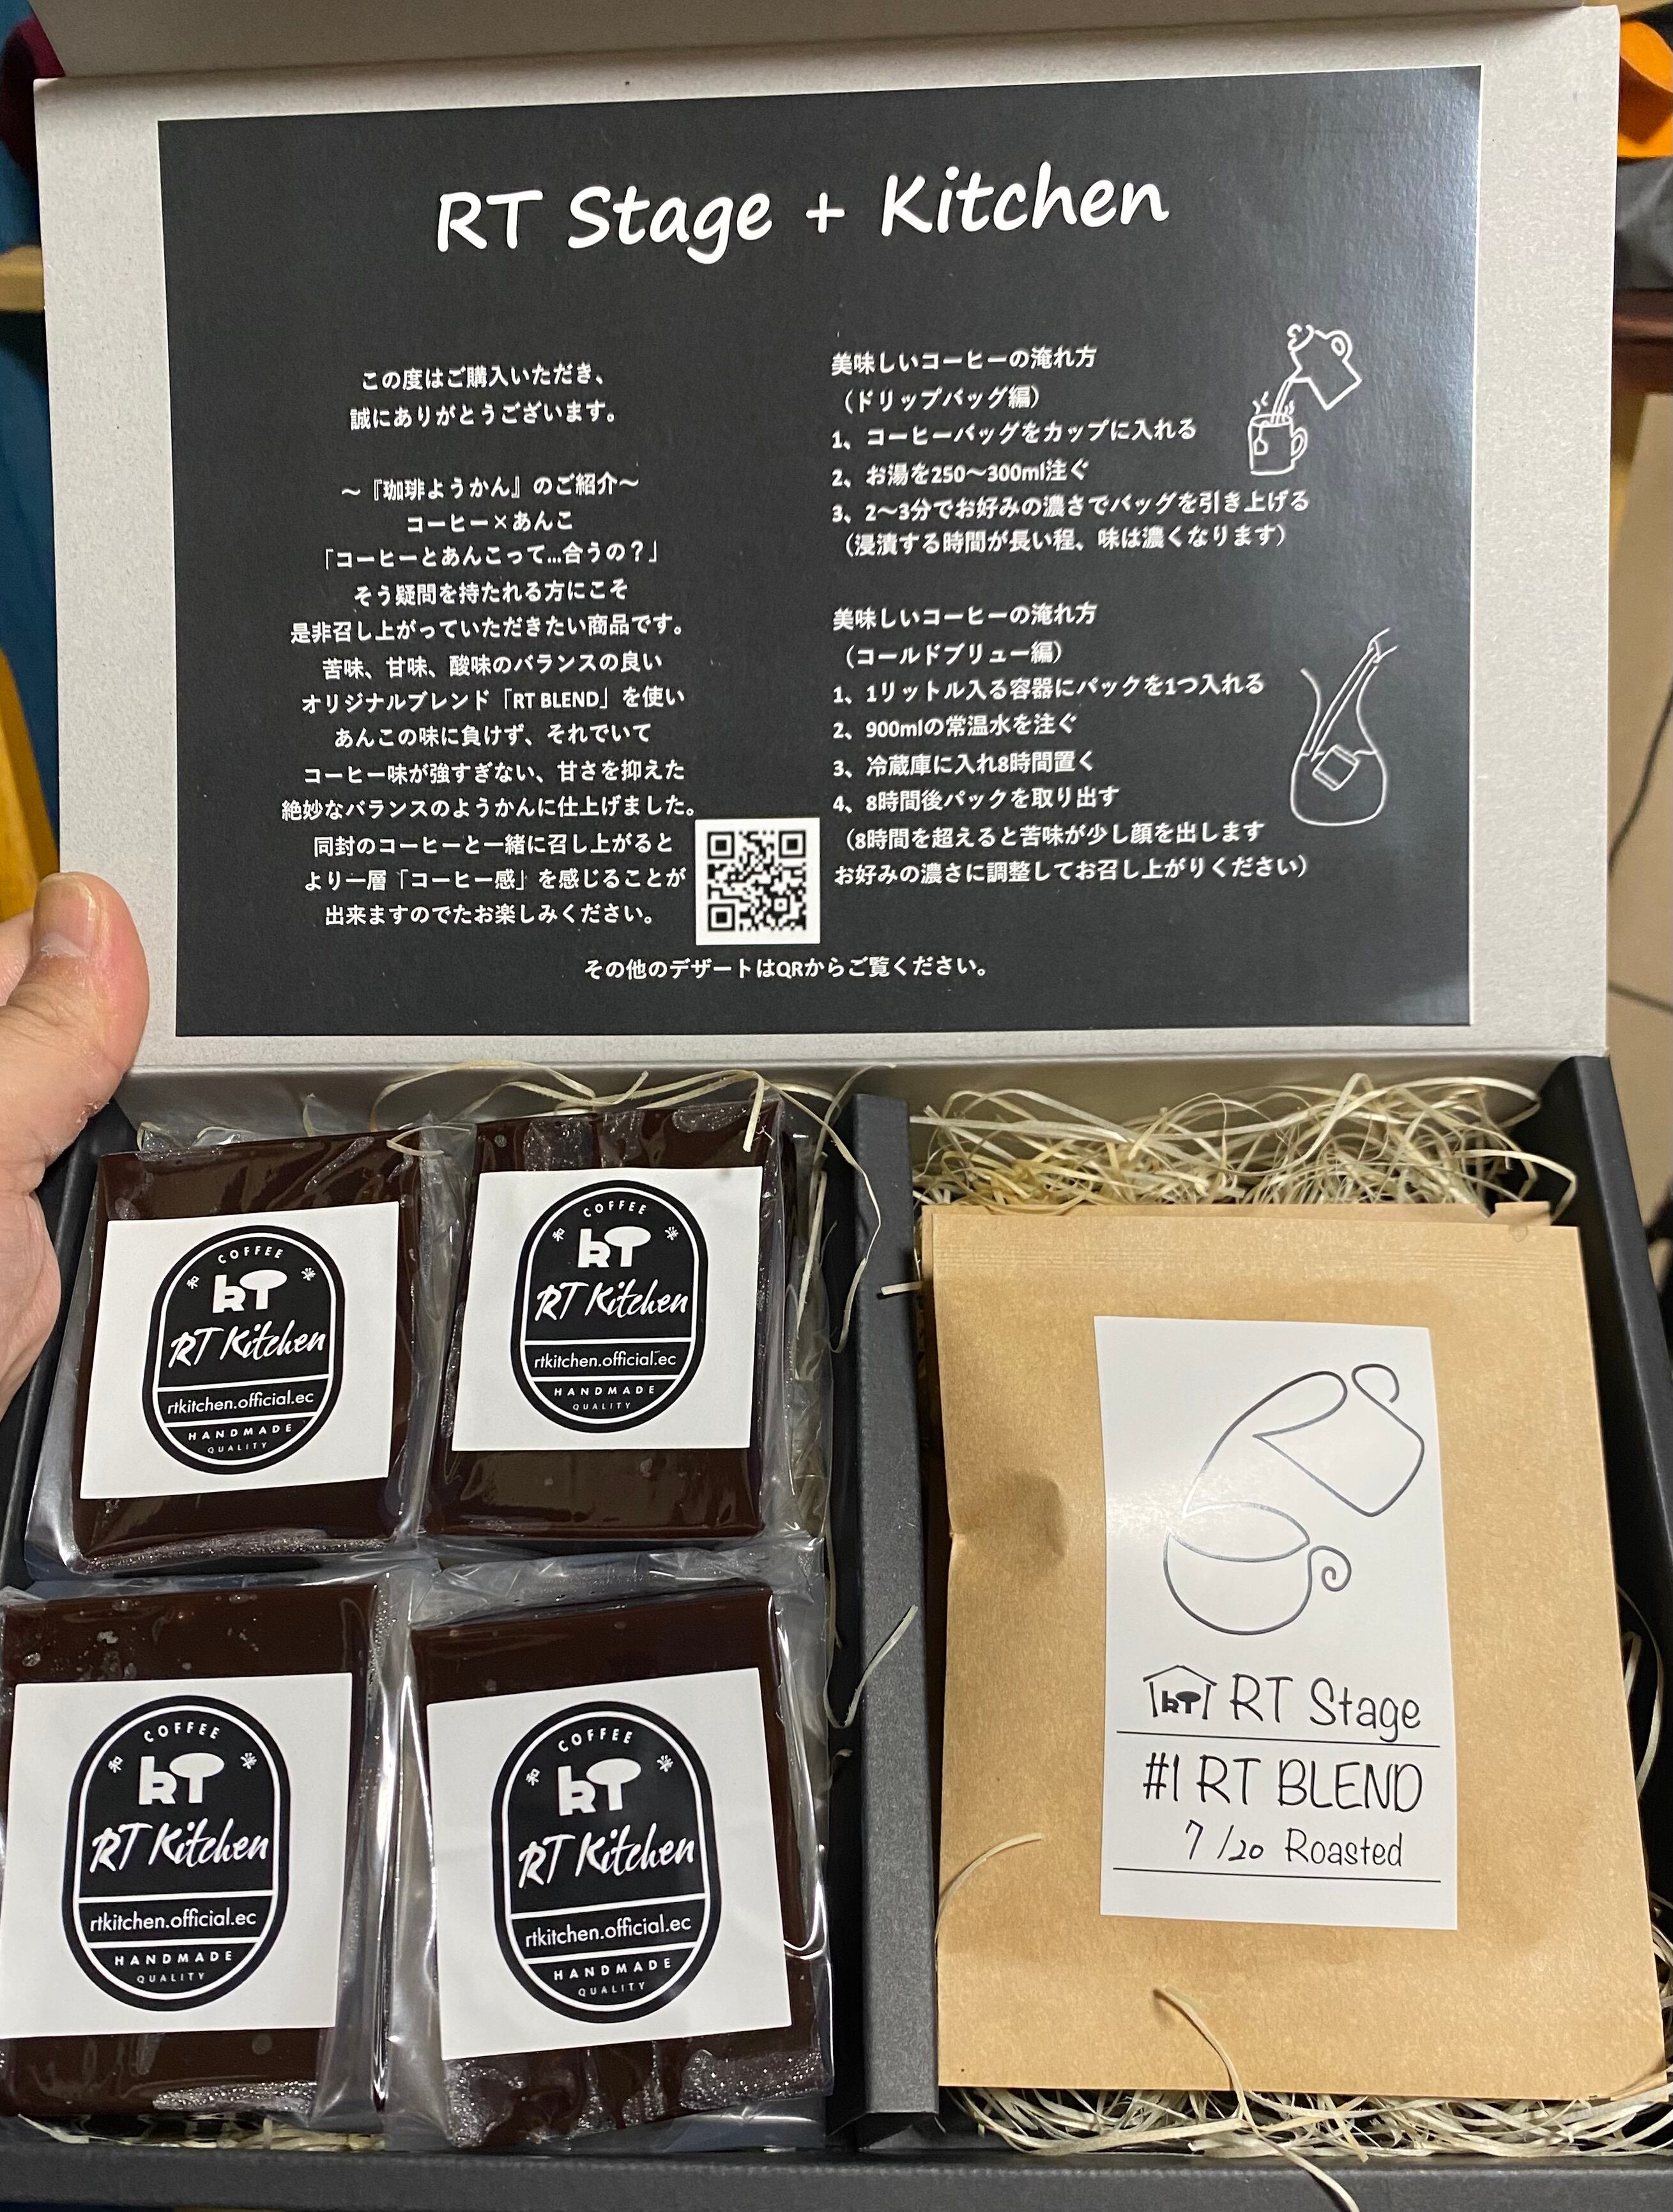 RT Stage + Kitchen
この度はご購入いただき、
誠にありがとうございます。
～『珈琲ようかん』のご紹介～
コーヒー×あんこ
「コーヒーとあんこって...合うの？」
そう疑問を持たれる方にこそ
是非召し上がっていただきたい商品です。
苦味、甘味、酸味のバランスの良い
オリジナルブレンド「RT BLEND」を使い
あんこの味に負けず、それでいて
コーヒー味が強すぎない、甘さを抑えた
絶妙なバランスのようかんに仕上げました。
同封のコーヒーと一緒に召し上がると
より一層「コーヒー感」を感じることが
出来ますのでたお楽しみください。
美味しいコーヒーの淹れ方
（ドリップバッグ編）
1、コーヒーバッグをカップに入れる
2、お湯を250～300ml注ぐ
3、2～3分でお好みの濃さでバッグを引き上げる
（浸漬する時間が長い程、味は濃くなります）
美味しいコーヒーの淹れ方
（コールドブリュー編）
1、1リットル入る容器にパックを1つ入れる
2、900mlの常温水を注ぐ
3、冷蔵庫に入れ8時間置く
4、8時間後パックを取り出す
（8時間を超えると苦味が少し顔を出します
お好みの濃さに調整してお召し上がりください）
その他のデザートはQRからご覧ください。
和 COFFEE 洋
RT
RT Kitchen
rtkitchen.official.ec
HANDMADE
QUALITY
和 COFFEE 洋
RT
RT Kitchen
rtkitchen.official.ec
HANDMADE
QUALITY
和 COFFEE 洋
RT
RT Kitchen
rtkitchen.official.ec
HANDMADE
QUALITY
和 COFFEE 洋
RT
RT Kitchen
rtkitchen.official.ec
HANDMADE
QUALITY
RT RT Stage
#1 RT BLEND
7/20 Roasted